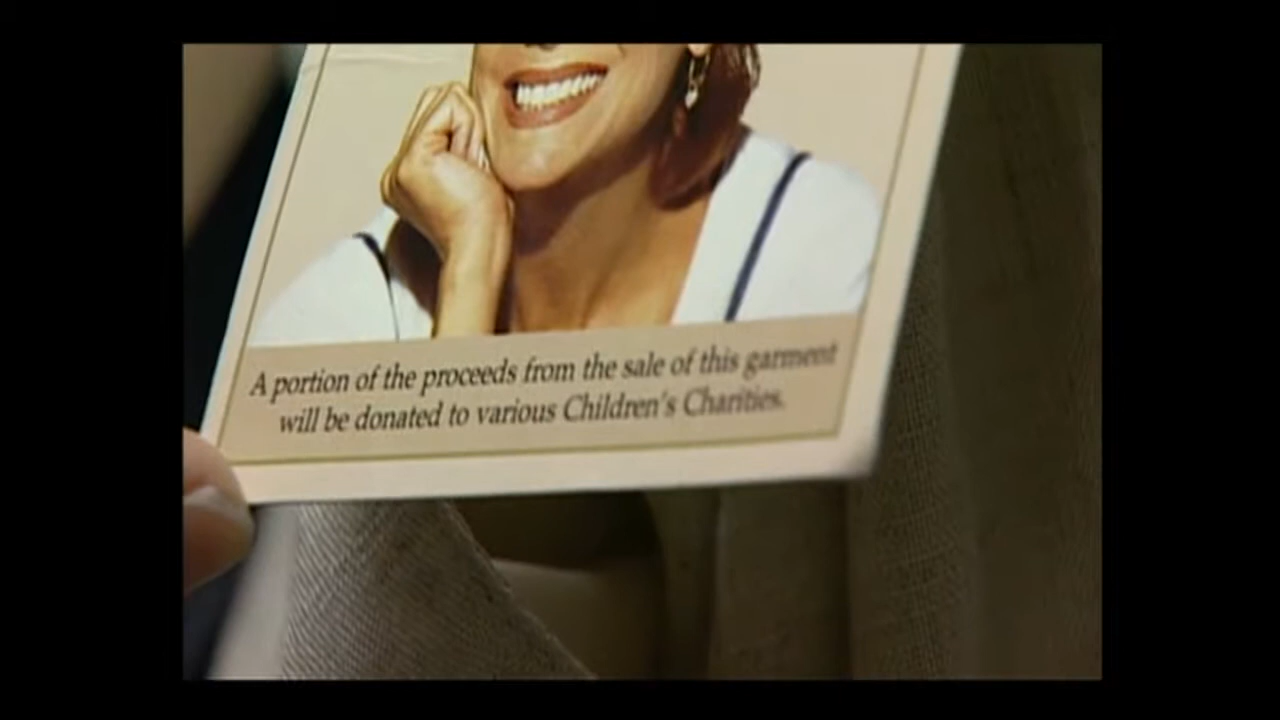 A portion of the proceeds from the sale of this garment
will be donated to various Children's Charities.